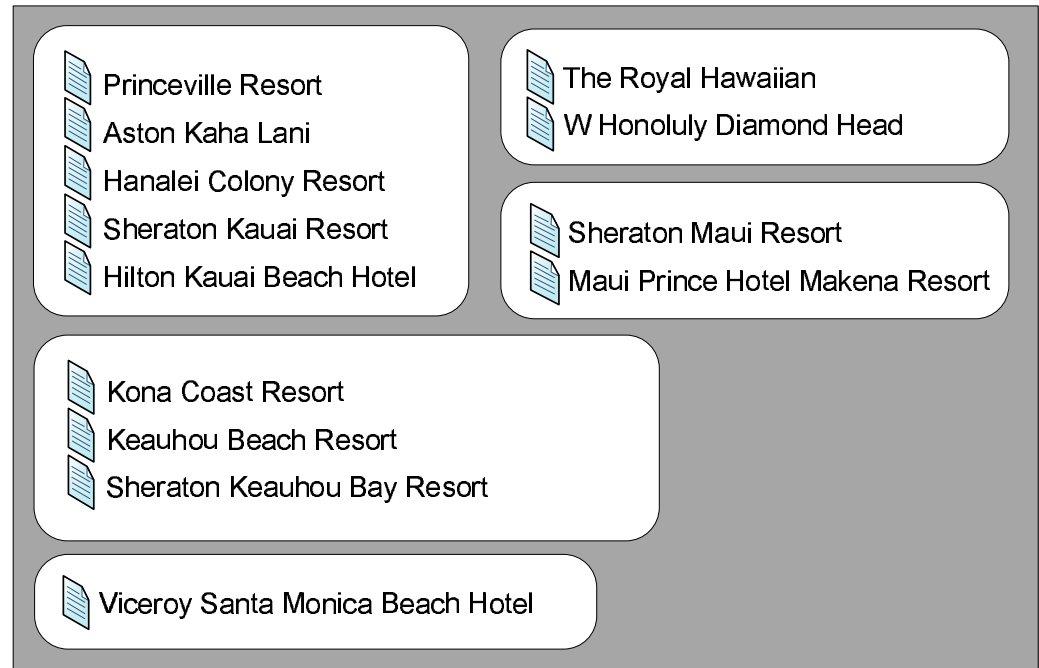 Princeville Resort
Aston Kaha Lani
Hanalei Colony Resort
Sheraton Kauai Resort
Hilton Kauai Beach Hotel
The Royal Hawaiian
W Honoluly Diamond Head
Sheraton Maui Resort
Maui Prince Hotel Makena Resort
Kona Coast Resort
Keauhou Beach Resort
Sheraton Keauhou Bay Resort
Viceroy Santa Monica Beach Hotel